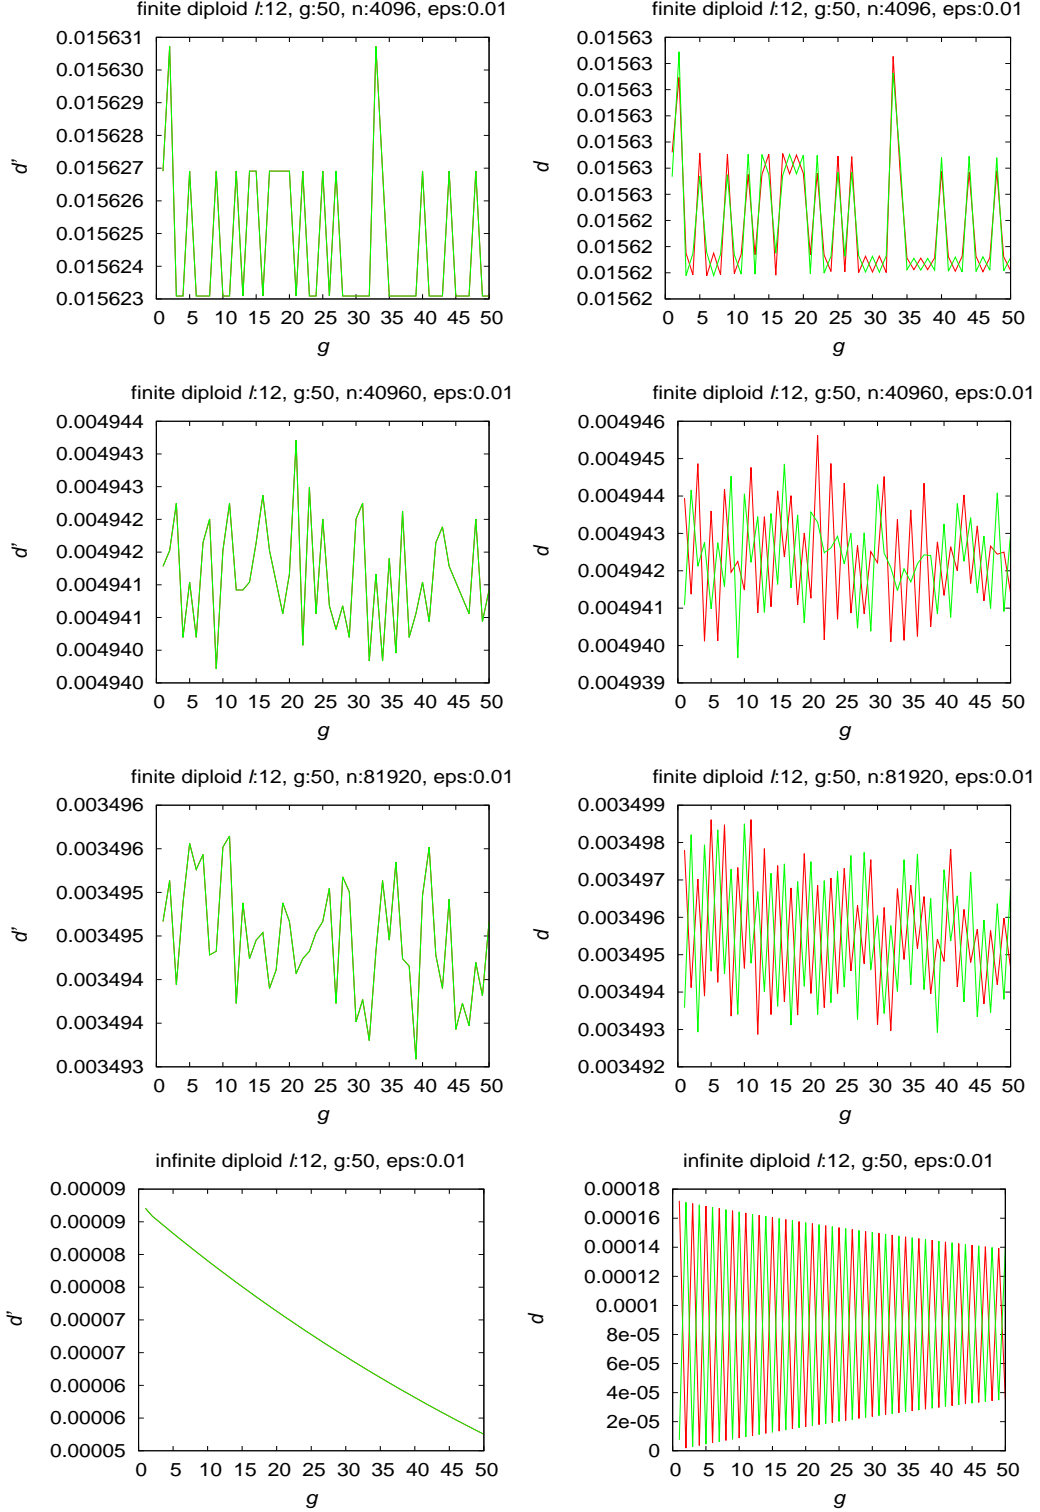 finite diploid l:12, g:50, n:4096, eps:0.01
0.015631
0.015630
0.015629
0.015628
0.015627
0.015626
0.015625
0.015624
0.015623
d'
0 5 10 15 20 25 30 35 40 45 50
g
finite diploid l:12, g:50, n:4096, eps:0.01
0.01563
0.01563
0.01563
0.01563
0.01563
0.01563
0.01563
0.01562
0.01562
0.01562
0.01562
d
0 5 10 15 20 25 30 35 40 45 50
g
finite diploid l:12, g:50, n:40960, eps:0.01
0.004944
0.004943
0.004943
0.004942
0.004942
0.004941
0.004941
0.004940
0.004940
d'
0 5 10 15 20 25 30 35 40 45 50
g
finite diploid l:12, g:50, n:40960, eps:0.01
0.004946
0.004945
0.004944
0.004943
0.004942
0.004941
0.004940
0.004939
d
0 5 10 15 20 25 30 35 40 45 50
g
finite diploid l:12, g:50, n:81920, eps:0.01
0.003496
0.003496
0.003495
0.003495
0.003494
0.003494
0.003493
d'
0 5 10 15 20 25 30 35 40 45 50
g
finite diploid l:12, g:50, n:81920, eps:0.01
0.003499
0.003498
0.003497
0.003496
0.003495
0.003494
0.003493
0.003492
d
0 5 10 15 20 25 30 35 40 45 50
g
infinite diploid l:12, g:50, eps:0.01
0.00009
0.00009
0.00008
0.00008
0.00007
0.00007
0.00006
0.00006
0.00005
d'
0 5 10 15 20 25 30 35 40 45 50
g
infinite diploid l:12, g:50, eps:0.01
0.00018
0.00016
0.00014
0.00012
0.0001
8e-05
6e-05
4e-05
2e-05
0
d
0 5 10 15 20 25 30 35 40 45 50
g